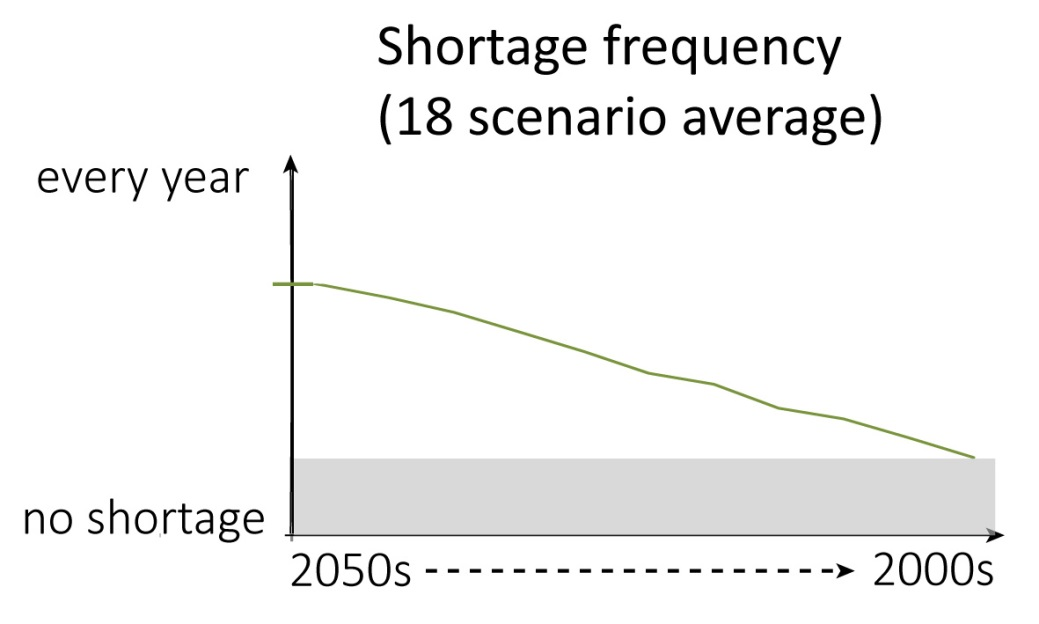 Shortage frequency
(18 scenario average)
every year
no shortage
2050s
2000s